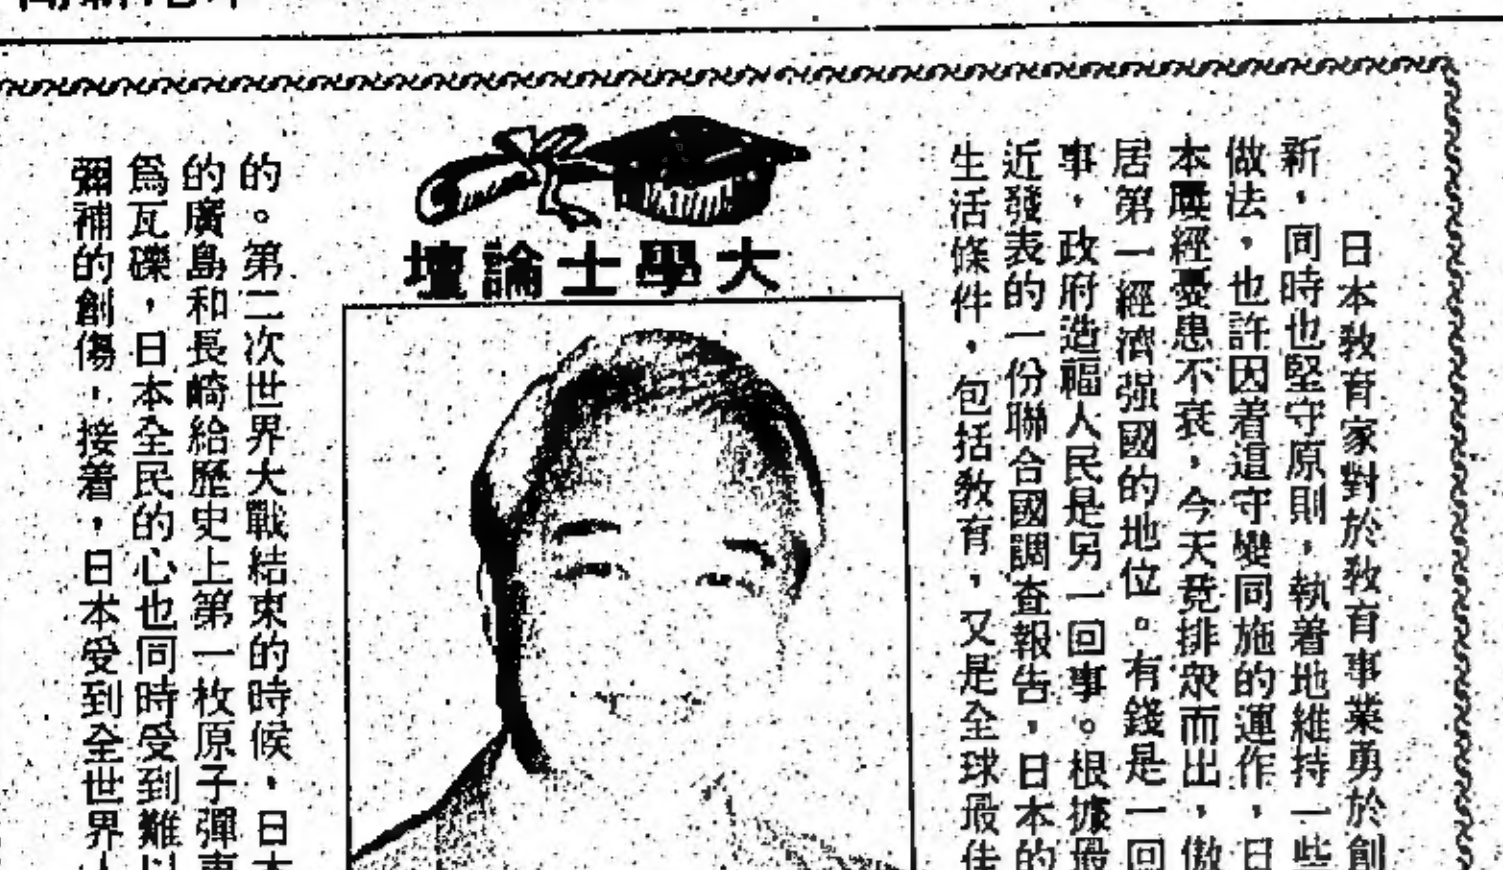 日本教育家對於教育事業勇於創
新，同時也堅守原則，執着地維持一些
做法，也許因着這守變同施的運作，日
本屢經憂患不衰，今天竟排衆而出，傲
居第一經濟强國的地位。有錢是一回
事，政府造福人民是另一回事。根據最
近發表的一份聯合國調查報告，日本的
生活條件，包括教育，又是全球最佳
大學士論壇
的。第二次世界大戰結束的時候，日本
的廣島和長崎給歷史上第一枚原子彈
爲瓦礫，日本全民的心也同時受到難以
彌補的創傷，接着，日本受到全世界人